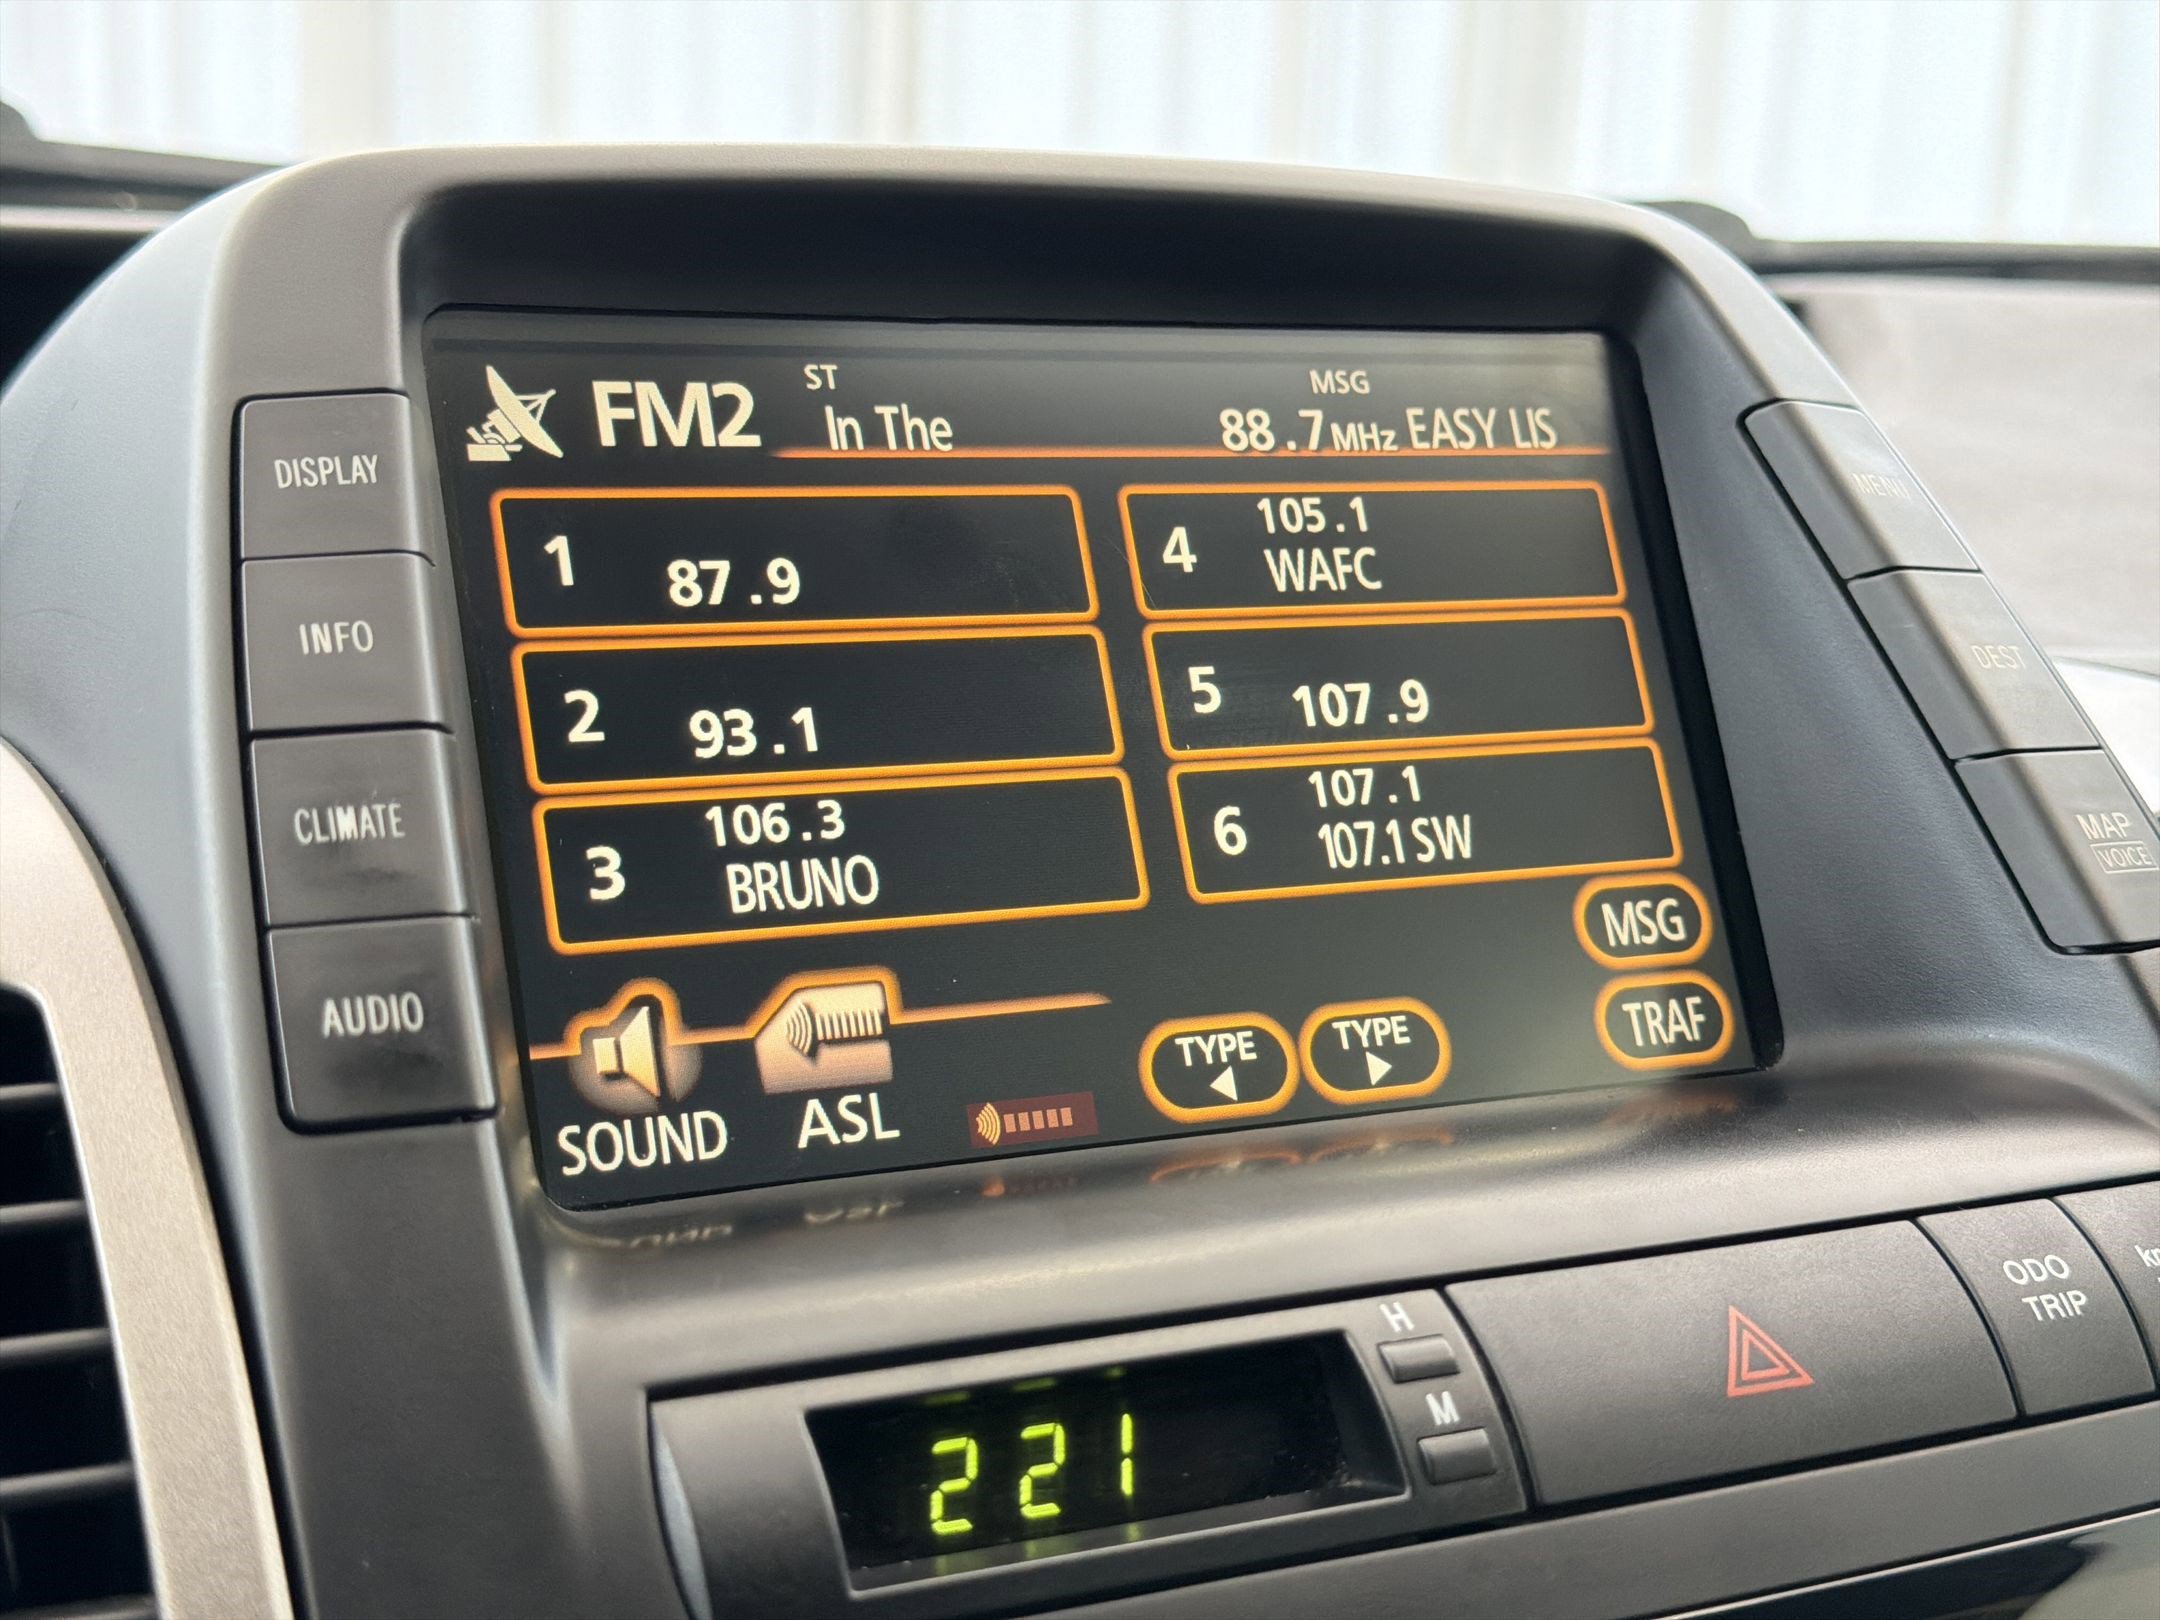 ST
MSG
FM2 In The 88.7MHz EASY LIS
1 87.9
2 93.1
3 106.3
BRUNO
4 105.1
WAFC
5 107.9
6 107.1
107.1SW
MSG
TYPE
TYPE
TRAF
SOUND
ASL
DISPLAY
INFO
CLIMATE
AUDIO
MENU
DEST
MAP
VOICE
H
M
221
ODO
TRIP